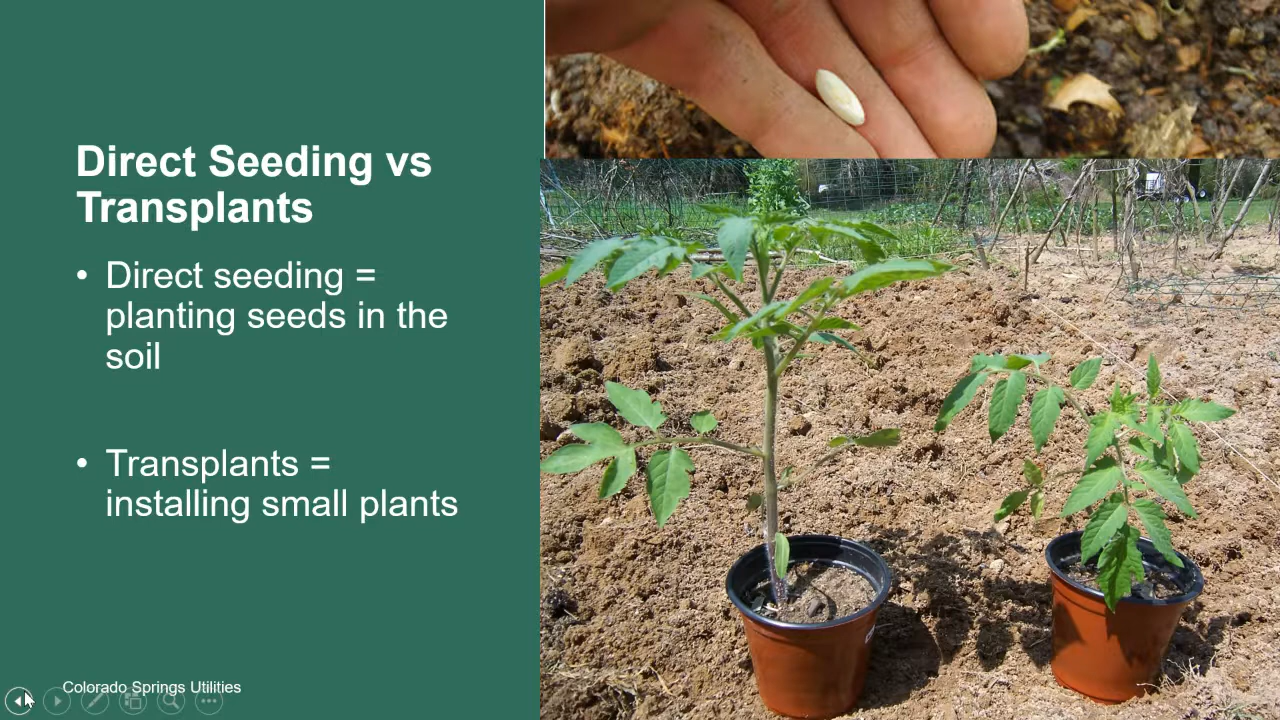 Direct Seeding vs
Transplants
• Direct seeding =
planting seeds in the
soil
• Transplants =
installing small plants
Colorado Springs Utilities